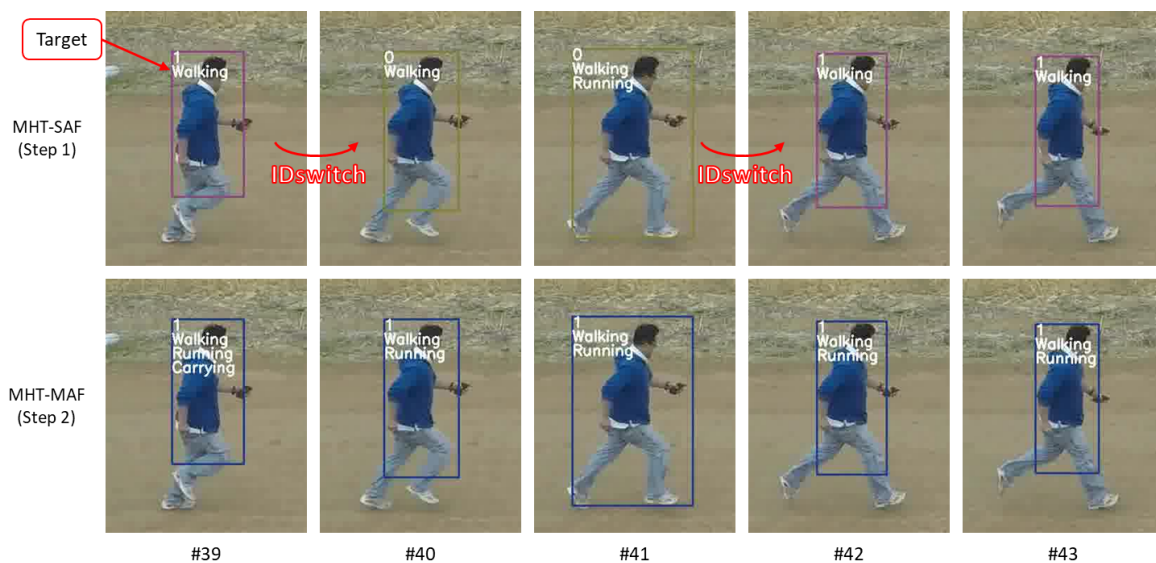 Target
MHT-SAF
(Step 1)
1
Walking
0
Walking
0
Walking
Running
1
Walking
1
Walking
IDswitch
IDswitch
MHT-MAF
(Step 2)
1
Walking
Running
Carrying
1
Walking
Running
1
Walking
Running
1
Walking
Running
1
Walking
Running
#39
#40
#41
#42
#43